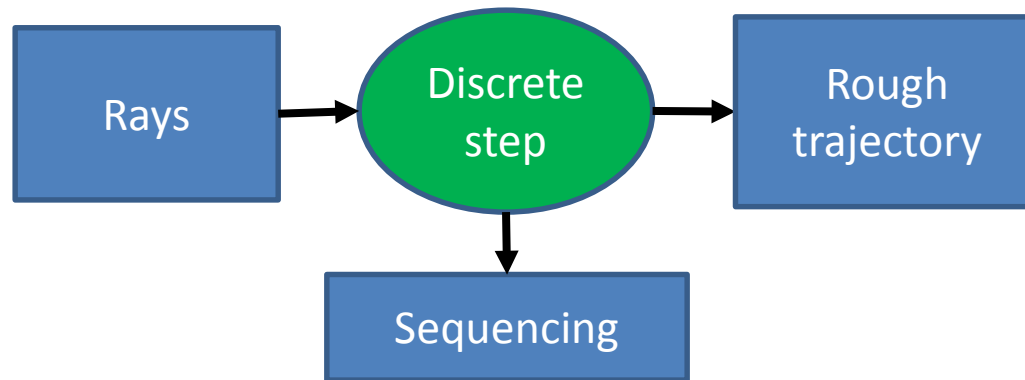 Rays
Discrete
step
Rough
trajectory
Sequencing